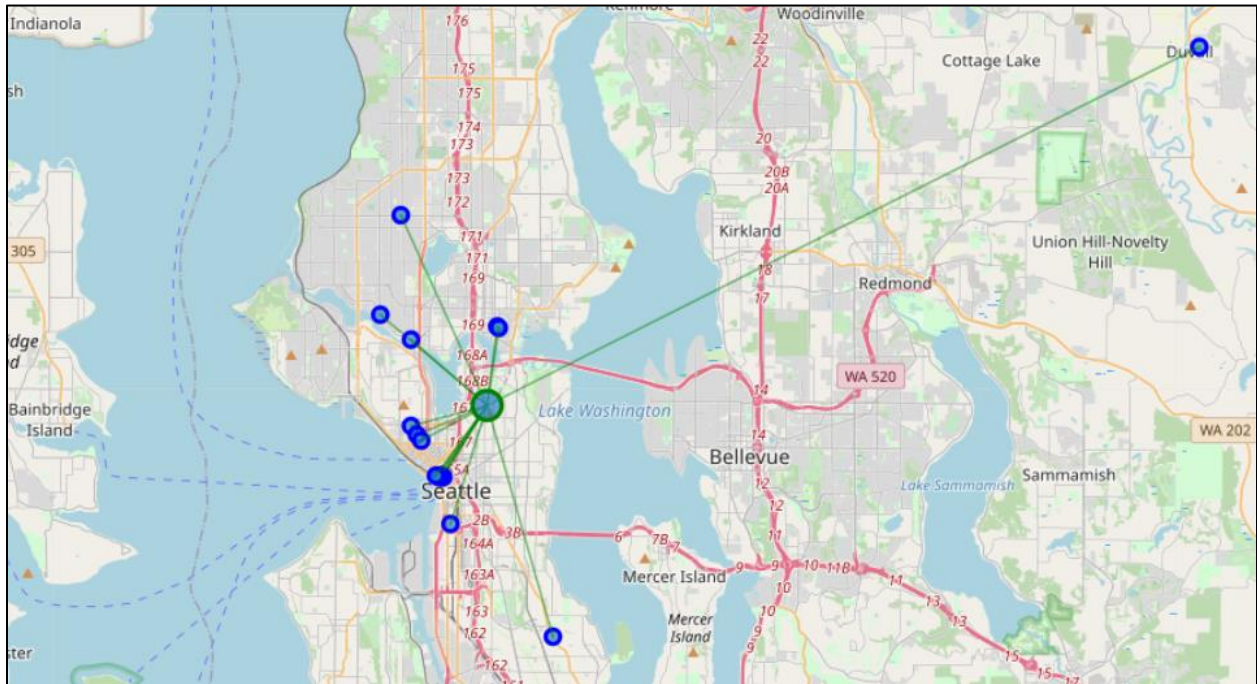 Indianola
Woodinville
176
22
22
Cottage Lake
Duvall
175
175
174
173
20
20B
20A
173
172
Kirkland
171
171
169
305
Union Hill-Novelty
Hill
18
17
Redmond
169
168A
168B
14
WA 520
Bainbridge
Island
Lake Washington
14
WA 202
Bellevue
12
Lake Sammamish
Sammamish
Seattle
12
2B
3B
164A
6
7B
7
11
9
9
10
11B
11
163A
Mercer Island
10
13
163
Mercer
Island
10
13
162
9
9
15
15
17
162